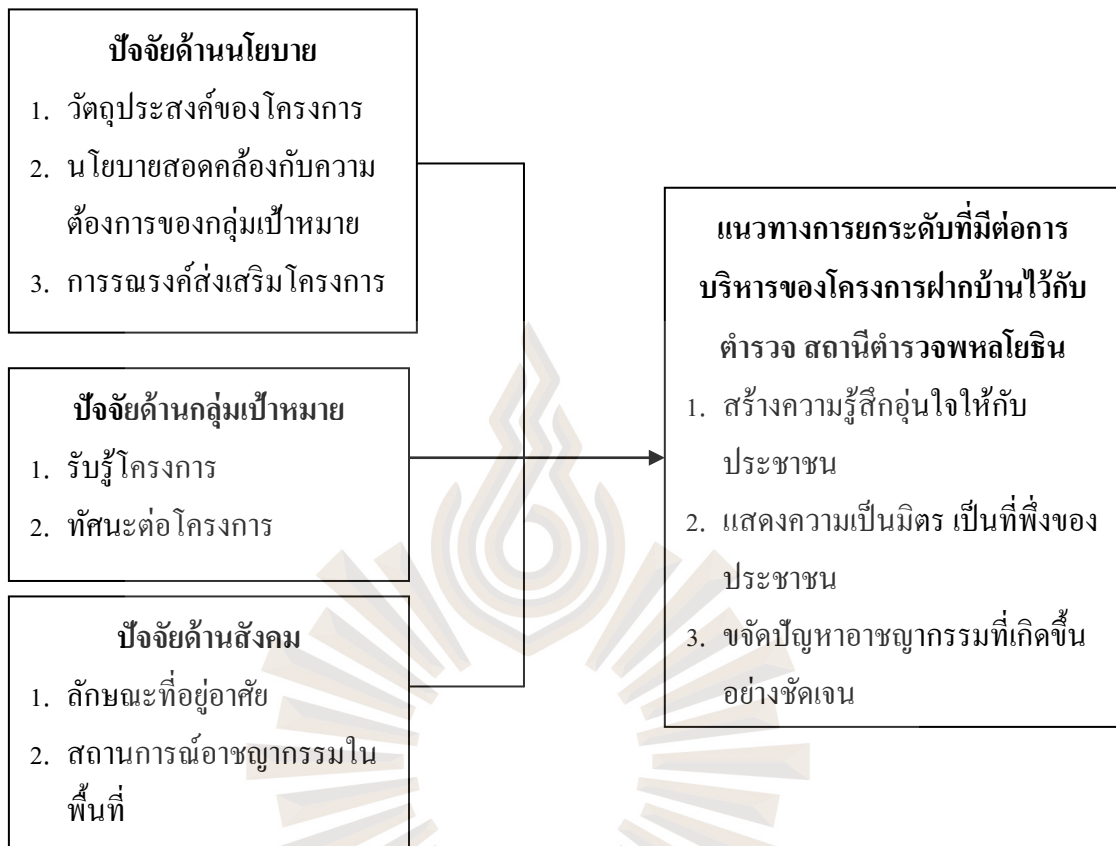 ปัจจัยด้านนโยบาย
1. วัตถุประสงค์ของโครงการ
2. นโยบายสอดคล้องกับความ
ต้องการของกลุ่มเป้าหมาย
3. การรณรงค์ส่งเสริมโครงการ
ปัจจัยด้านกลุ่มเป้าหมาย
1. รับรู้โครงการ
2. ทัศนะต่อโครงการ
ปัจจัยด้านสังคม
1. ลักษณะที่อยู่อาศัย
2. สถานการณ์อาชญากรรมใน
พื้นที่
แนวทางการยกระดับที่มีต่อการ
บริหารของโครงการฝากบ้านไว้กับ
ตำรวจ สถานีตำรวจพหลโยธิน
1. สร้างความรู้สึกอุ่นใจให้กับ
ประชาชน
2. แสดงความเป็นมิตร เป็นที่พึ่งของ
ประชาชน
3. ขจัดปัญหาอาชญากรรมที่เกิดขึ้น
อย่างชัดเจน